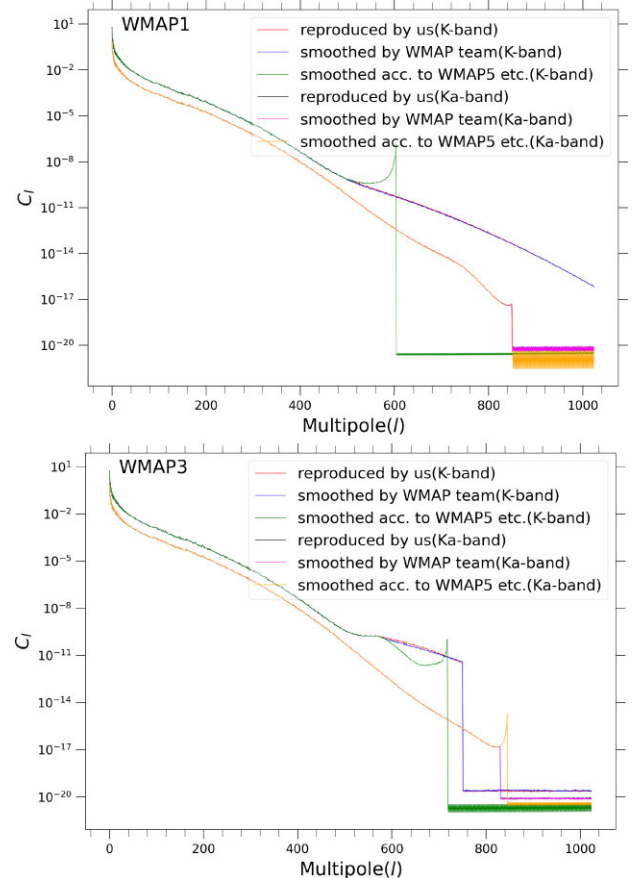 WMAP1
reproduced by us(K-band)
smoothed by WMAP team(K-band)
smoothed acc. to WMAP5 etc.(K-band)
reproduced by us(Ka-band)
smoothed by WMAP team(Ka-band)
smoothed acc. to WMAP5 etc.(Ka-band)
10¹
10⁻²
10⁻⁵
10⁻⁸
10⁻¹¹
10⁻¹⁴
10⁻¹⁷
10⁻²⁰
C_l
0 200 400 600 800 1000
Multipole(l)
WMAP3
reproduced by us(K-band)
smoothed by WMAP team(K-band)
smoothed acc. to WMAP5 etc.(K-band)
reproduced by us(Ka-band)
smoothed by WMAP team(Ka-band)
smoothed acc. to WMAP5 etc.(Ka-band)
10¹
10⁻²
10⁻⁵
10⁻⁸
10⁻¹¹
10⁻¹⁴
10⁻¹⁷
10⁻²⁰
C_l
0 200 400 600 800 1000
Multipole(l)